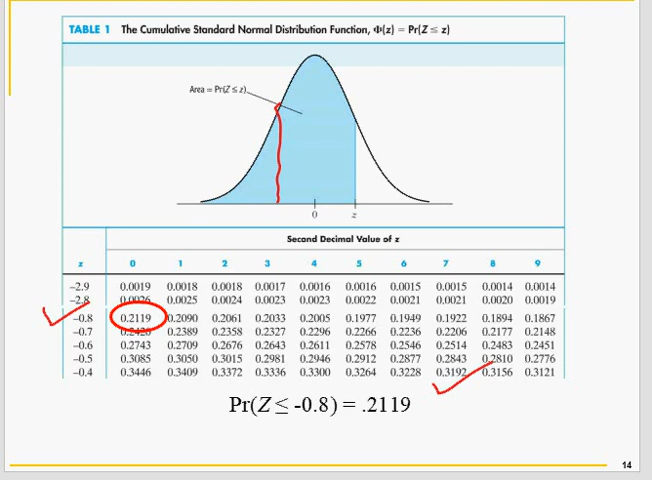 TABLE 1 The Cumulative Standard Normal Distribution Function, Φ(z) = Pr(Z ≤ z)
Area = Pr(Z ≤ z)
0 z
Second Decimal Value of z
z 0 1 2 3 4 5 6 7 8 9
−2.9 0.0019 0.0018 0.0018 0.0017 0.0016 0.0016 0.0015 0.0015 0.0014 0.0014
−2.8 0.0026 0.0025 0.0024 0.0023 0.0023 0.0022 0.0021 0.0021 0.0020 0.0019
−0.8 0.2119 0.2090 0.2061 0.2033 0.2005 0.1977 0.1949 0.1922 0.1894 0.1867
−0.7 0.2420 0.2389 0.2358 0.2327 0.2296 0.2266 0.2236 0.2206 0.2177 0.2148
−0.6 0.2743 0.2709 0.2676 0.2643 0.2611 0.2578 0.2546 0.2514 0.2483 0.2451
−0.5 0.3085 0.3050 0.3015 0.2981 0.2946 0.2912 0.2877 0.2843 0.2810 0.2776
−0.4 0.3446 0.3409 0.3372 0.3336 0.3300 0.3264 0.3228 0.3192 0.3156 0.3121
Pr(Z ≤ -0.8) = .2119
14